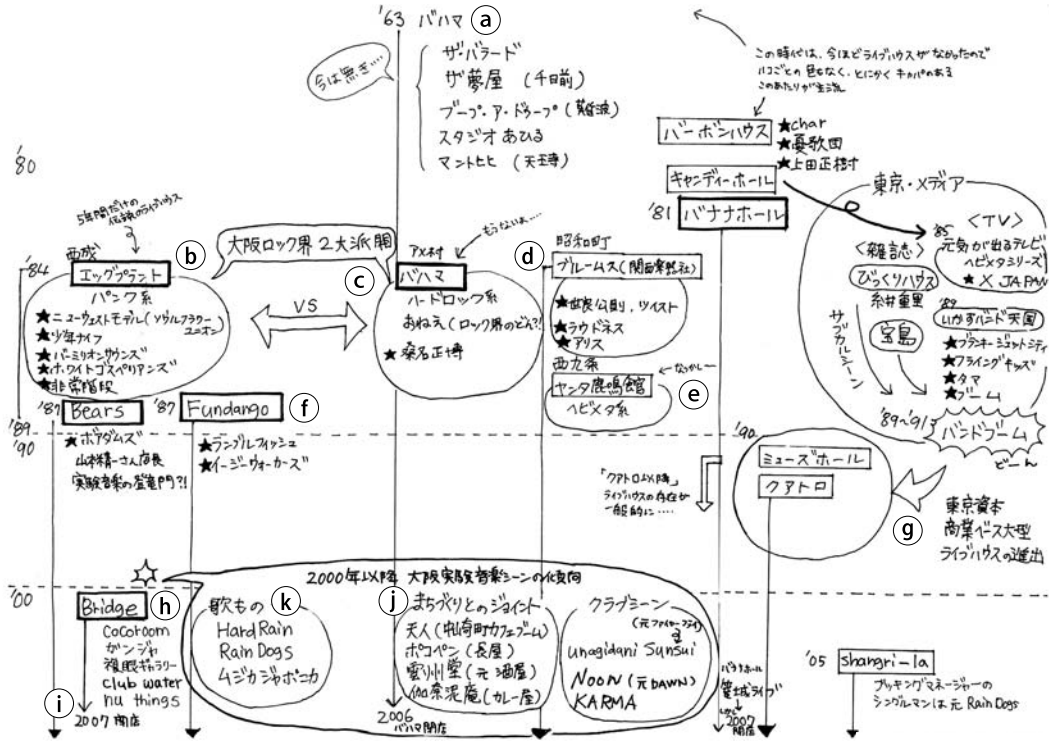 '63 バハマ ⓐ
今は無き・・・・
ザ・バラード
ザ夢屋 (千日前)
ブープ・ア・ドゥープ (難波)
スタジオあひる
マントヒヒ (天王寺)
この時代は、今ほどライブハウスがなかったので
ハコごとの色もなく、とにかくキャパのある
このあたりが主流
バーボンハウス
★char
★憂歌団
★上田正樹
キャンディーホール
'81 バナナホール
'80
5年間だけの
伝説のライブハウス
西成
'84 エッグプラント ⓑ
パンク系
★ニューウェストモデル(ソウルフラワー
ユニオン)
★少年ナイフ
★バーミリオンサウンズ
★ホワイトゴスペリアンズ
★非常階段
大阪ロック界 2大派閥
VS
もうないよ・・・・
アメ村
ⓒ バハマ
ハードロック系
おねえ(ロック界のどん?!)
★桑名正博
ⓓ 昭和町
ブルームス(関西楽器社)
★世良公則、ツイスト
★ラウドネス
★アリス
西九条
ヤンタ鹿鳴館 ←なつかしー
ヘビメタ系 ⓔ
東京・メディア
'85 <TV>
元気が出るテレビ
ヘビメタシリーズ
★X JAPAN
<雑誌>
びっくりハウス
糸井重里
宝島
サブカルシーン
'89
いかすバンド天国
★ブランキージェットシティ
★フライングキッズ
★タマ
★ブーム
'89~'91 バンドブーム
どーん
'87 Bears
★ボアダムズ
山本精一さん店長
「実験音楽の登竜門?!」
'87 Fundango ⓕ
★ランブルフィッシュ
★イージーウォーカーズ
'89
'90
「クアトロ以降」
ライブハウスの存在が
一般的に・・・・
'90
ミューズホール
クアトロ
ⓖ
東京資本
商業ベース大型
ライブハウスの進出
'00
Bridge ⓗ
cocoroom
ガンジャ
複眼ギャラリー
club water
nu things
ⓘ 2007 閉店
2000年以降 大阪実験音楽シーンの化傾向
歌もの ⓚ
Hard Rain
Rain Dogs
ムジカジャポニカ
ⓙ まちづくりとのジョイント
天人(中崎町カフェブーム)
ポコペン(長屋)
雲州堂(元酒屋)
伽奈泥庵(カレー屋)
2006
バハマ閉店
クラブシーン
(元ファイヤーフライ)
unagidani sunsui
NOON(元DAWN)
KARMA
バナナホール
しかし
2007
閉店
'05 shangri-la
ブッキングマネージャーの
シングルマンは元 Rain Dogs